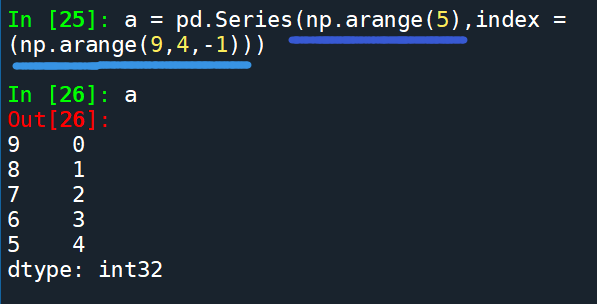 In [25]: a = pd.Series(np.arange(5),index =
(np.arange(9,4,-1)))
In [26]: a
Out[26]:
9    0
8    1
7    2
6    3
5    4
dtype: int32